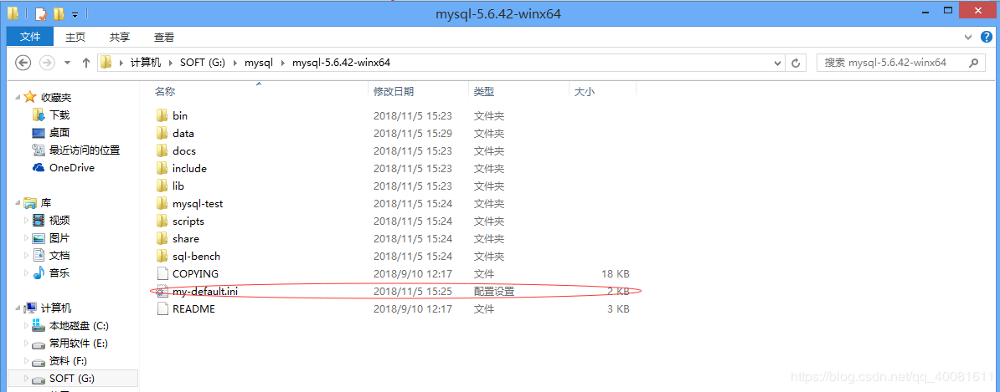 mysql-5.6.42-winx64
文件 主页 共享 查看
计算机 SOFT (G:) mysql mysql-5.6.42-winx64
搜索 mysql-5.6.42-winx64
名称 修改日期 类型 大小
收藏夹
下载
桌面
最近访问的位置
OneDrive
库
视频
图片
文档
音乐
计算机
本地磁盘 (C:)
常用软件 (E:)
资料 (F:)
SOFT (G:)
bin 2018/11/5 15:23 文件夹
data 2018/11/5 15:29 文件夹
docs 2018/11/5 15:23 文件夹
include 2018/11/5 15:23 文件夹
lib 2018/11/5 15:23 文件夹
mysql-test 2018/11/5 15:24 文件夹
scripts 2018/11/5 15:24 文件夹
share 2018/11/5 15:24 文件夹
sql-bench 2018/11/5 15:24 文件夹
COPYING 2018/9/10 12:17 文件 18 KB
my-default.ini 2018/11/5 15:25 配置设置 2 KB
README 2018/9/10 12:17 文件 3 KB
https://blog.csdn.net/qq_40081611